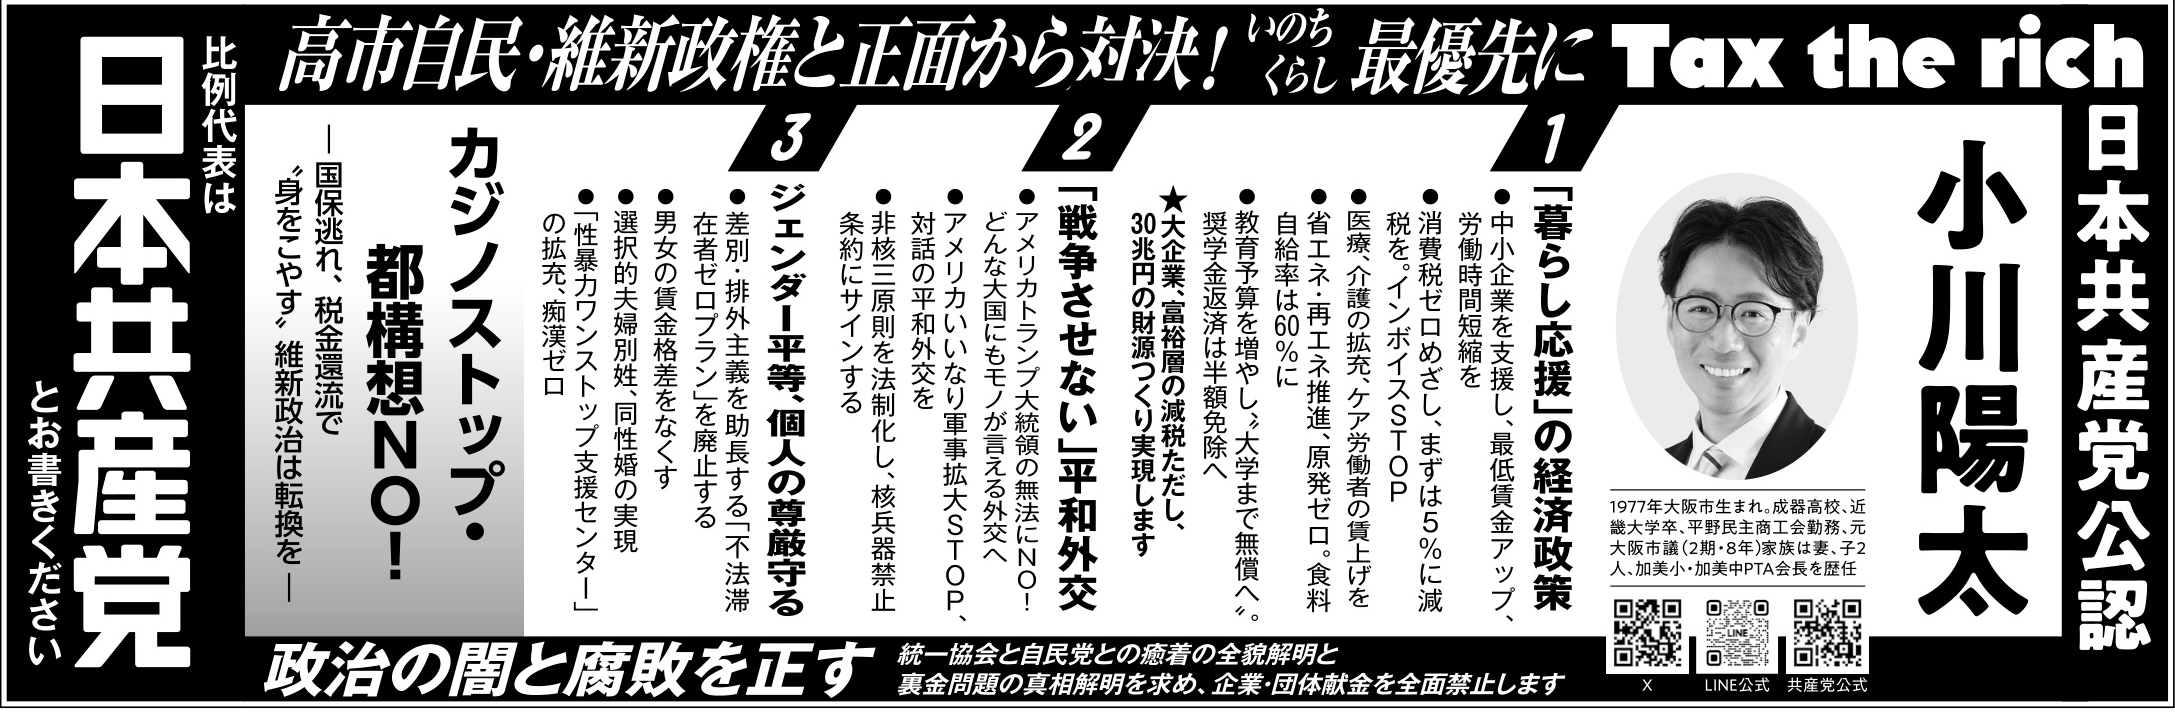 高市自民・維新政権と正面から対決！いのちくらし最優先に Tax the rich
日本共産党公認
小川陽太
1977年大阪市生まれ。成器高校、近
畿大学卒、平野民主商工会勤務、元
大阪市議（2期・8年）家族は妻、子2
人、加美小・加美中PTA会長を歴任
X
LINE
LINE公式
共産党公式
1
「暮らし応援」の経済政策
●中小企業を支援し、最低賃金アップ、
労働時間短縮を
●消費税ゼロめざし、まずは5％に減
税を。インボイスSTOP
●医療、介護の拡充、ケア労働者の賃上げを
●省エネ・再エネ推進、原発ゼロ。食料
自給率は60％に
●教育予算を増やし〝大学まで無償へ〟。
奨学金返済は半額免除へ
★大企業、富裕層の減税ただし、
30兆円の財源つくり実現します
2
「戦争させない」平和外交
●アメリカトランプ大統領の無法にNO！
どんな大国にもモノが言える外交へ
●アメリカいいなり軍事拡大STOP、
対話の平和外交を
●非核三原則を法制化し、核兵器禁止
条約にサインする
3
ジェンダー平等、個人の尊厳守る
●差別・排外主義を助長する「不法滞
在者ゼロプラン」を廃止する
●男女の賃金格差をなくす
●選択的夫婦別姓、同性婚の実現
●「性暴力ワンストップ支援センター」
の拡充、痴漢ゼロ
カジノストップ・
都構想NO！
―国保逃れ、税金還流で
〝身をこやす〟維新政治は転換を―
政治の闇と腐敗を正す
統一協会と自民党との癒着の全貌解明と
裏金問題の真相解明を求め、企業・団体献金を全面禁止します
比例代表は
日本共産党
とお書きください